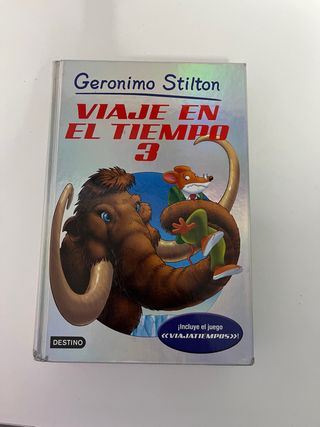 Geronimo Stilton
VIAJE EN
EL TIEMPO
3
¡Incluye el juego
«VIAJATIEMPOS»!
DESTINO